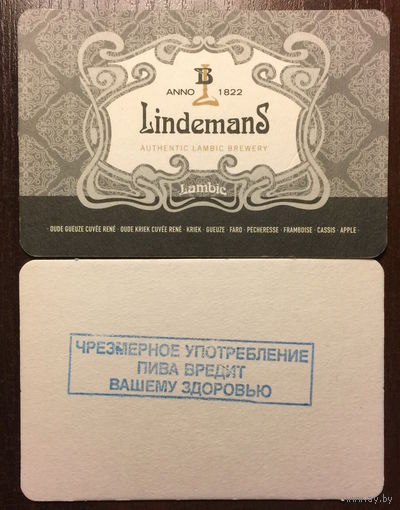 B L
ANNO 1822
LindemanS
AUTHENTIC LAMBIC BREWERY
Lambic
· OUDE GUEUZE CUVÉE RENÉ · OUDE KRIEK CUVÉE RENÉ · KRIEK · GUEUZE · FARO · PECHERESSE · FRAMBOISE · CASSIS · APPLE ·
ЧРЕЗМЕРНОЕ УПОТРЕБЛЕНИЕ
ПИВА ВРЕДИТ
ВАШЕМУ ЗДОРОВЬЮ